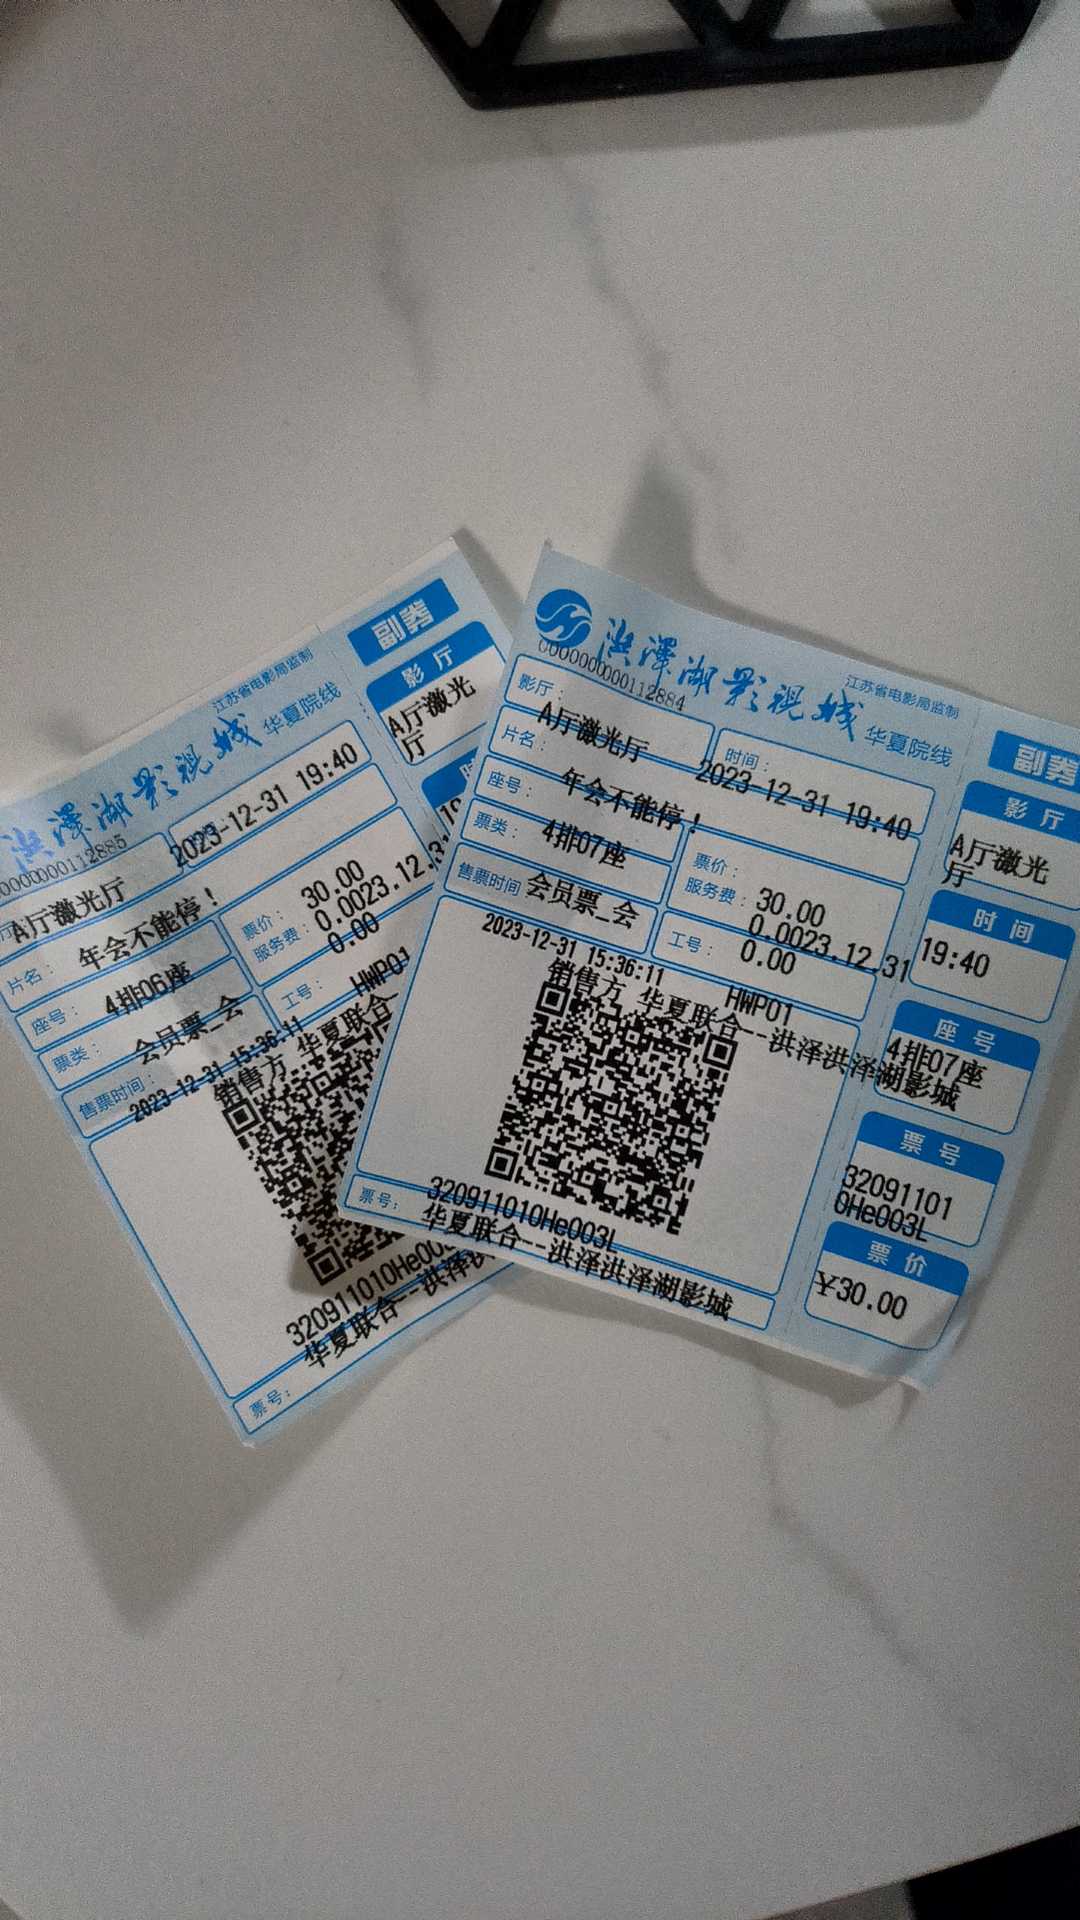 副券
江苏省电影局监制
洪泽湖影视城 华夏院线
影厅
A厅激光
厅
2023-12-31 19:40
A厅激光厅
片名：
年会不能停！
票价：
30.00
服务费：
0.0023.12.31
0.00
座号：
4排06座
票类：
会员票_会
工号：
HWP01
售票时间：
2023-12-31 15:36:11
销售方 华夏联合
320911010He00
华夏联合--洪泽洪
票号：
洪泽湖影视城 华夏院线
江苏省电影局监制
0000000000112884
影厅：
A厅激光厅
时间：
2023-12-31 19:40
片名：
年会不能停！
座号：
4排07座
票价：
30.00
服务费：
0.0023.12.31
0.00
票类：
会员票_会
工号：
HWP01
售票时间
2023-12-31 15:36:11
销售方 华夏联合--洪泽洪泽湖影城
票号：
320911010He003L
华夏联合--洪泽洪泽湖影城
副券
影厅
A厅激光
厅
时间
19:40
座号
4排07座
票号
32091101
0He003L
票价
￥30.00